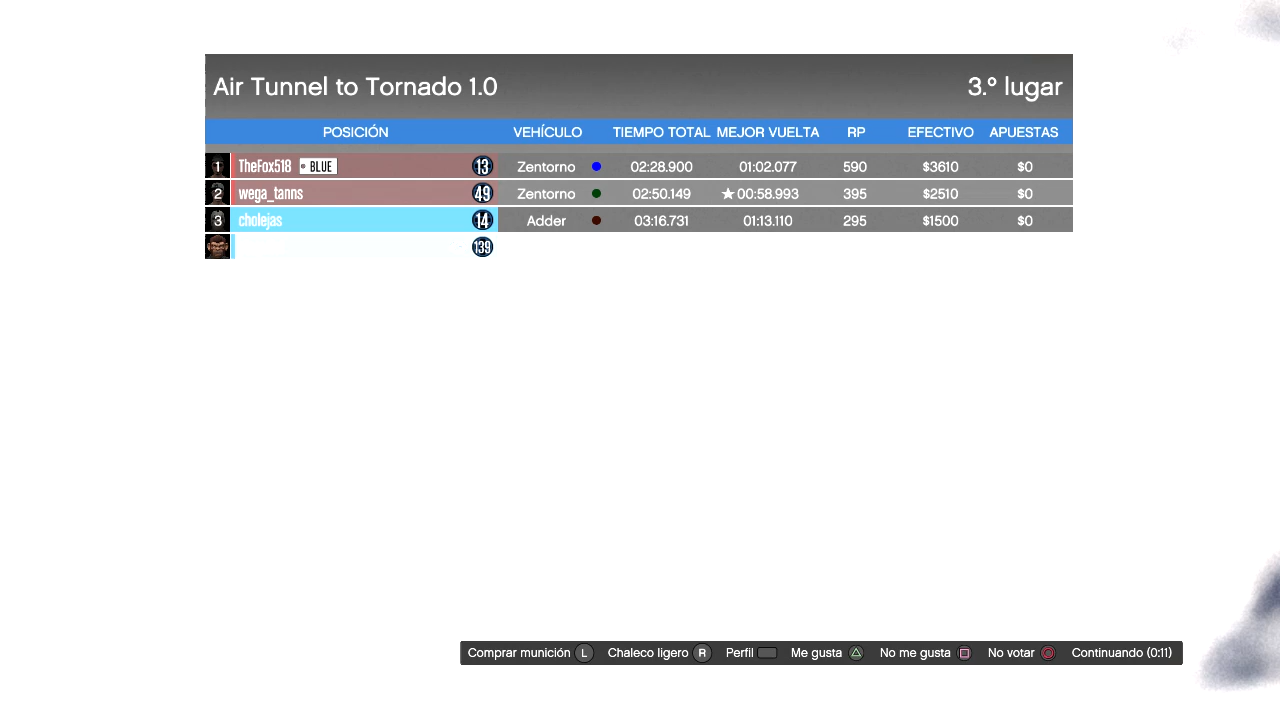 Air Tunnel to Tornado 1.0 3.º lugar
POSICIÓN VEHÍCULO TIEMPO TOTAL MEJOR VUELTA RP EFECTIVO APUESTAS
1 TheFox518 BLUE 13 Zentorno 02:28.900 01:02.077 590 $3610 $0
2 wega_tanns 49 Zentorno 02:50.149 ★ 00:58.993 395 $2510 $0
3 cholejas 14 Adder 03:16.731 01:13.110 295 $1500 $0
139
Comprar munición L Chaleco ligero R Perfil Me gusta No me gusta No votar Continuando (0:11)